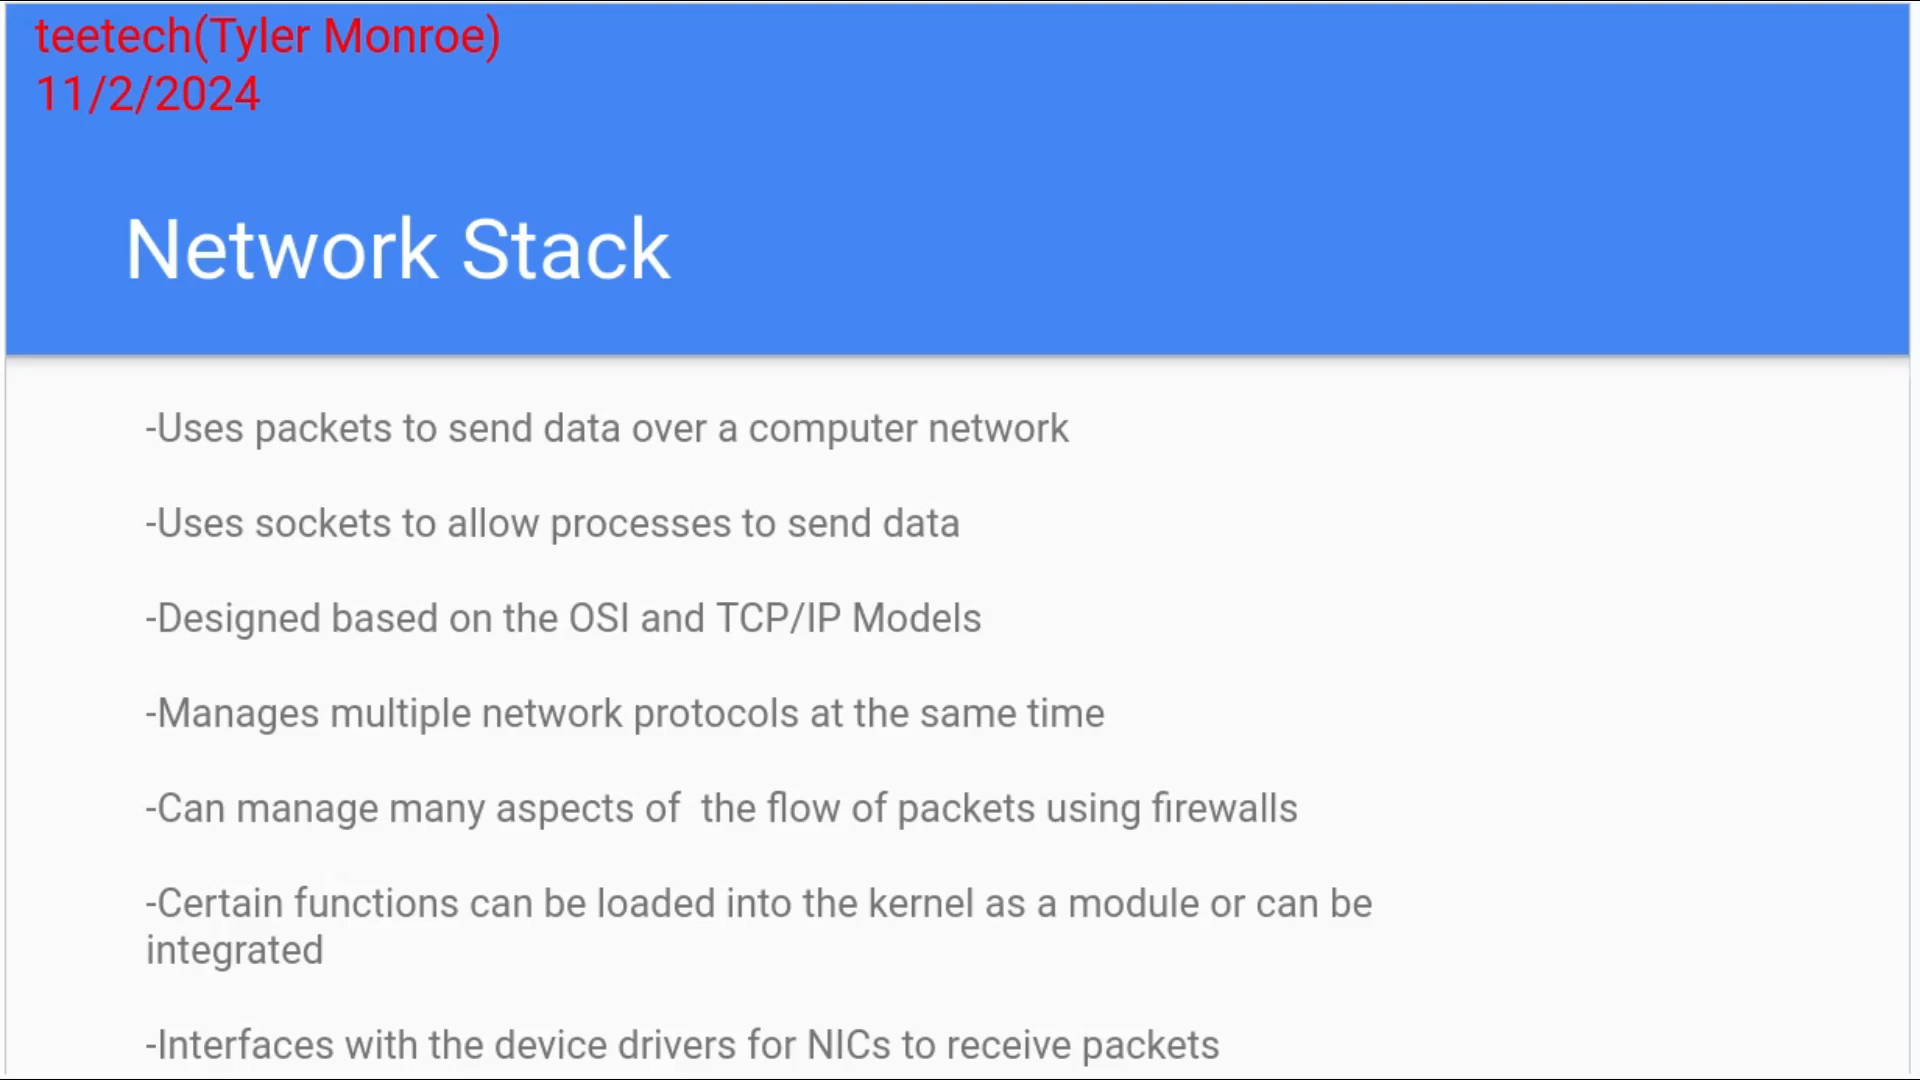 teetech(Tyler Monroe)
11/2/2024
Network Stack
-Uses packets to send data over a computer network
-Uses sockets to allow processes to send data
-Designed based on the OSI and TCP/IP Models
-Manages multiple network protocols at the same time
-Can manage many aspects of  the flow of packets using firewalls
-Certain functions can be loaded into the kernel as a module or can be
integrated
-Interfaces with the device drivers for NICs to receive packets